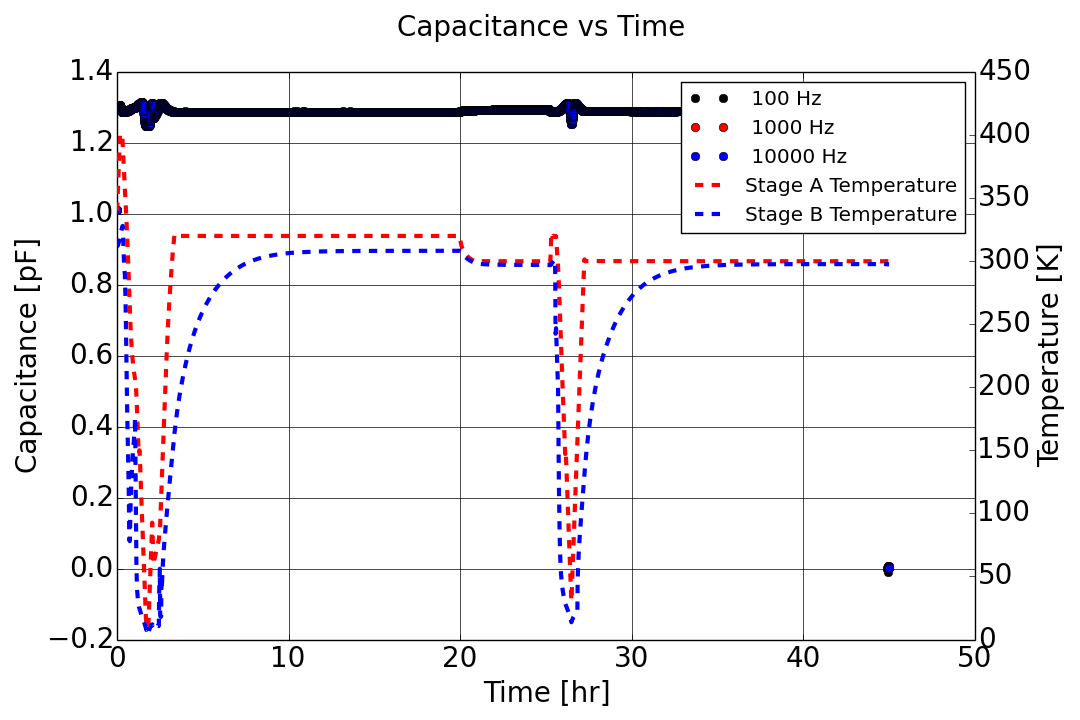 Capacitance vs Time
1.4
1.2
1.0
0.8
0.6
0.4
0.2
0.0
−0.2
Capacitance [pF]
100 Hz
1000 Hz
10000 Hz
Stage A Temperature
Stage B Temperature
450
400
350
300
250
200
150
100
50
0
Temperature [K]
0 10 20 30 40 50
Time [hr]